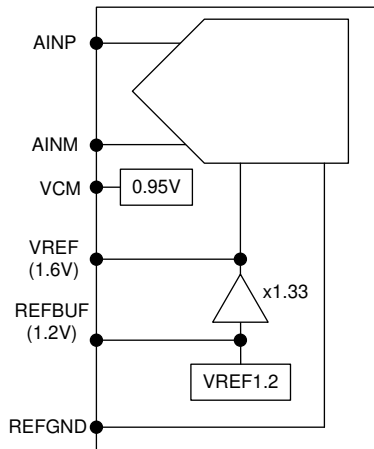 AINP
AINM
VCM
0.95V
VREF
(1.6V)
x1.33
REFBUF
(1.2V)
VREF1.2
REFGND